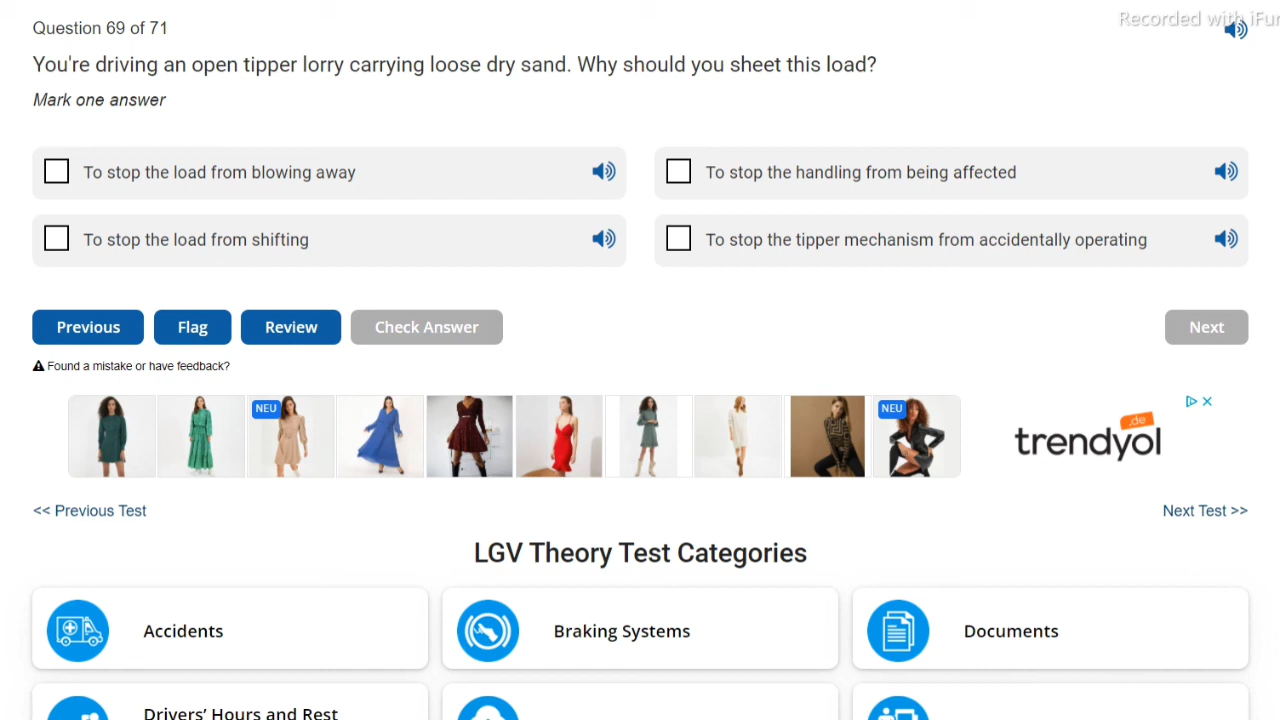 Recorded with iFu
Question 69 of 71
You're driving an open tipper lorry carrying loose dry sand. Why should you sheet this load?
Mark one answer
To stop the load from blowing away
To stop the handling from being affected
To stop the load from shifting
To stop the tipper mechanism from accidentally operating
Previous
Flag
Review
Check Answer
Next
Found a mistake or have feedback?
NEU
NEU
.de
trendyol
<< Previous Test
Next Test >>
LGV Theory Test Categories
Accidents
Braking Systems
Documents
Drivers' Hours and Rest